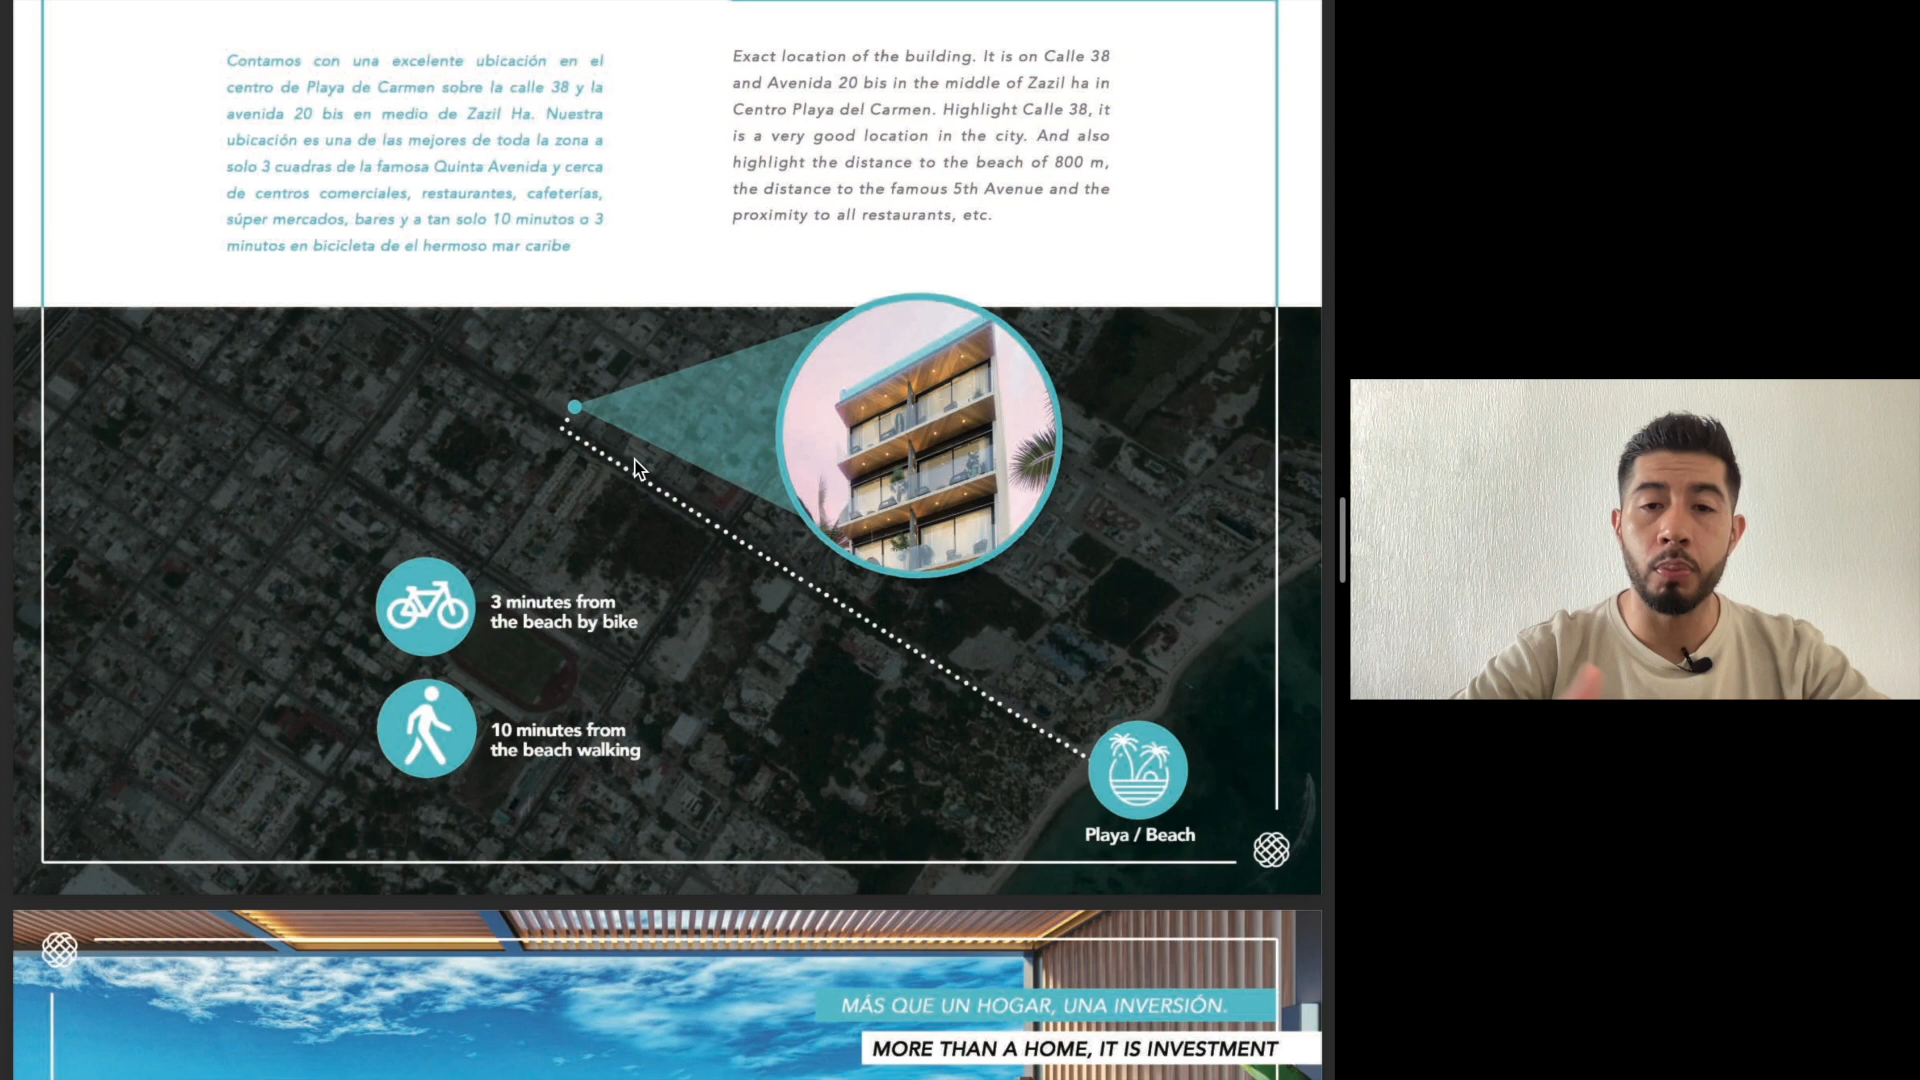 Contamos con una excelente ubicación en el
centro de Playa de Carmen sobre la calle 38 y la
avenida 20 bis en medio de Zazil Ha. Nuestra
ubicación es una de las mejores de toda la zona a
solo 3 cuadras de la famosa Quinta Avenida y cerca
de centros comerciales, restaurantes, cafeterías,
súper mercados, bares y a tan solo 10 minutos o 3
minutos en bicicleta de el hermoso mar caribe
Exact location of the building. It is on Calle 38
and Avenida 20 bis in the middle of Zazil ha in
Centro Playa del Carmen. Highlight Calle 38, it
is a very good location in the city. And also
highlight the distance to the beach of 800 m,
the distance to the famous 5th Avenue and the
proximity to all restaurants, etc.
3 minutes from
the beach by bike
10 minutes from
the beach walking
Playa / Beach
MÁS QUE UN HOGAR, UNA INVERSIÓN.
MORE THAN A HOME, IT IS INVESTMENT